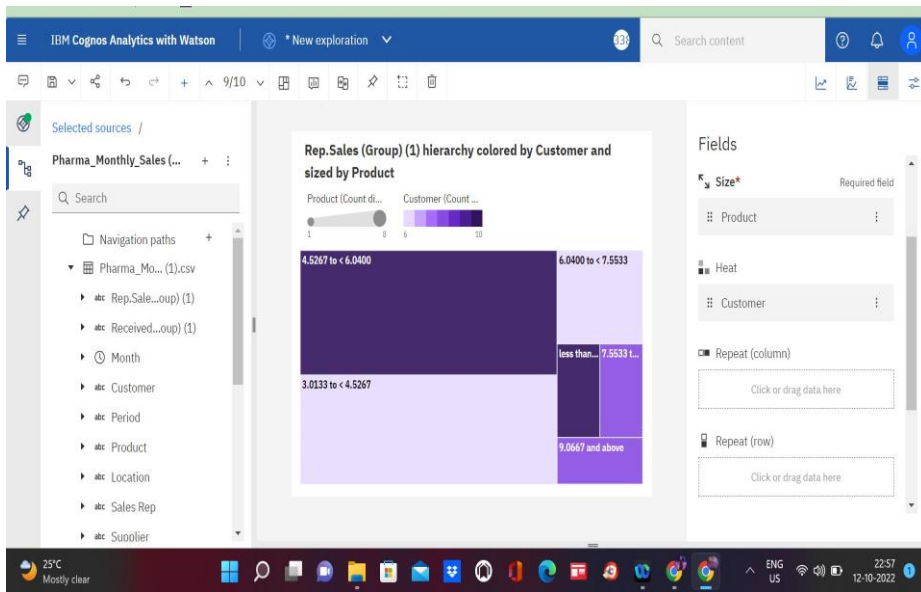 IBM Cognos Analytics with Watson
* New exploration
338
Search content
9/10
Selected sources /
Pharma_Monthly_Sales (...
Search
Navigation paths
Pharma_Mo... (1).csv
abc Rep.Sale...oup) (1)
abc Received...oup) (1)
Month
abc Customer
abc Period
abc Product
abc Location
abc Sales Rep
abc Supplier
Rep.Sales (Group) (1) hierarchy colored by Customer and
sized by Product
Product (Count di...
Customer (Count ...
1 8
6 10
4.5267 to < 6.0400
6.0400 to < 7.5533
less than...
7.5533 t...
3.0133 to < 4.5267
9.0667 and above
Fields
Size*
Required field
Product
Heat
Customer
Repeat (column)
Click or drag data here
Repeat (row)
Click or drag data here
25°C
Mostly clear
ENG
US
22:57
12-10-2022
1